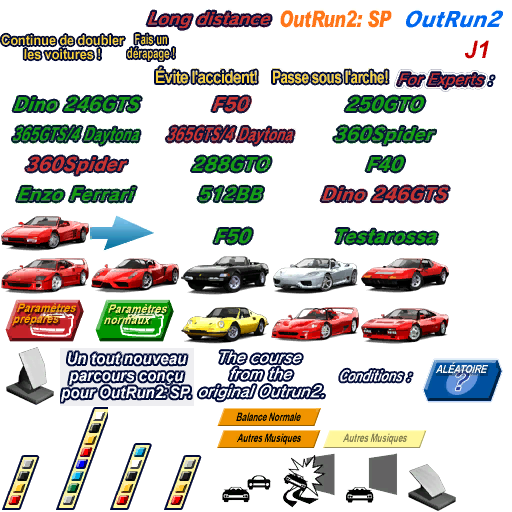 Long distance
OutRun2: SP
OutRun2
Continue de doubler
les voitures !
Fais un
dérapage !
J1
Évite l'accident!
Passe sous l'arche!
For Experts :
Dino 246GTS
F50
250GTO
365GTS/4 Daytona
365GTS/4 Daytona
360Spider
360Spider
288GTO
F40
Enzo Ferrari
512BB
Dino 246GTS
F50
Testarossa
Paramètres
préparés
Paramètres
normaux
Un tout nouveau
parcours conçu
pour OutRun2: SP.
The course
from the
original Outrun2.
Conditions :
ALÉATOIRE
?
Balance Normale
Autres Musiques
Autres Musiques